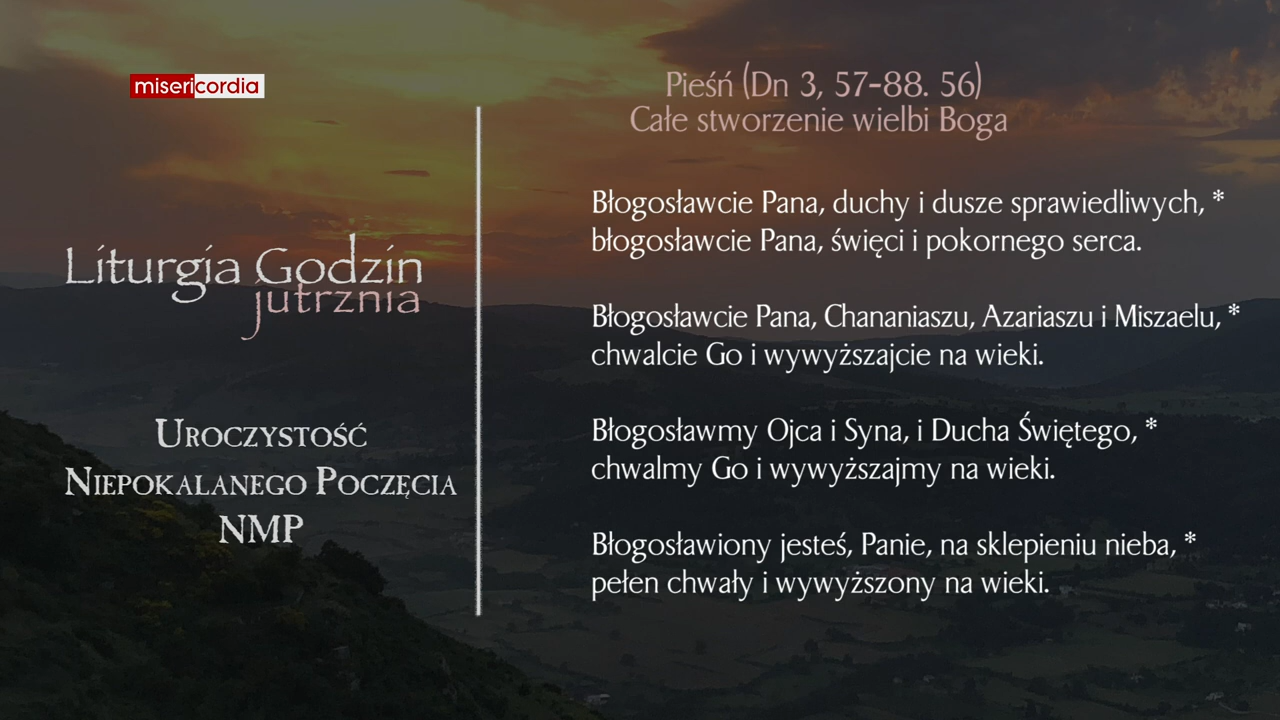 misericordia
Liturgia Godzin
jutrznia
Uroczystość
Niepokalanego Poczęcia
NMP
Pieśń (Dn 3, 57-88. 56)
Całe stworzenie wielbi Boga
Błogosławcie Pana, duchy i dusze sprawiedliwych, *
błogosławcie Pana, święci i pokornego serca.
Błogosławcie Pana, Chananiaszu, Azariaszu i Miszaelu, *
chwalcie Go i wywyższajcie na wieki.
Błogosławmy Ojca i Syna, i Ducha Świętego, *
chwalmy Go i wywyższajmy na wieki.
Błogosławiony jesteś, Panie, na sklepieniu nieba, *
pełen chwały i wywyższony na wieki.